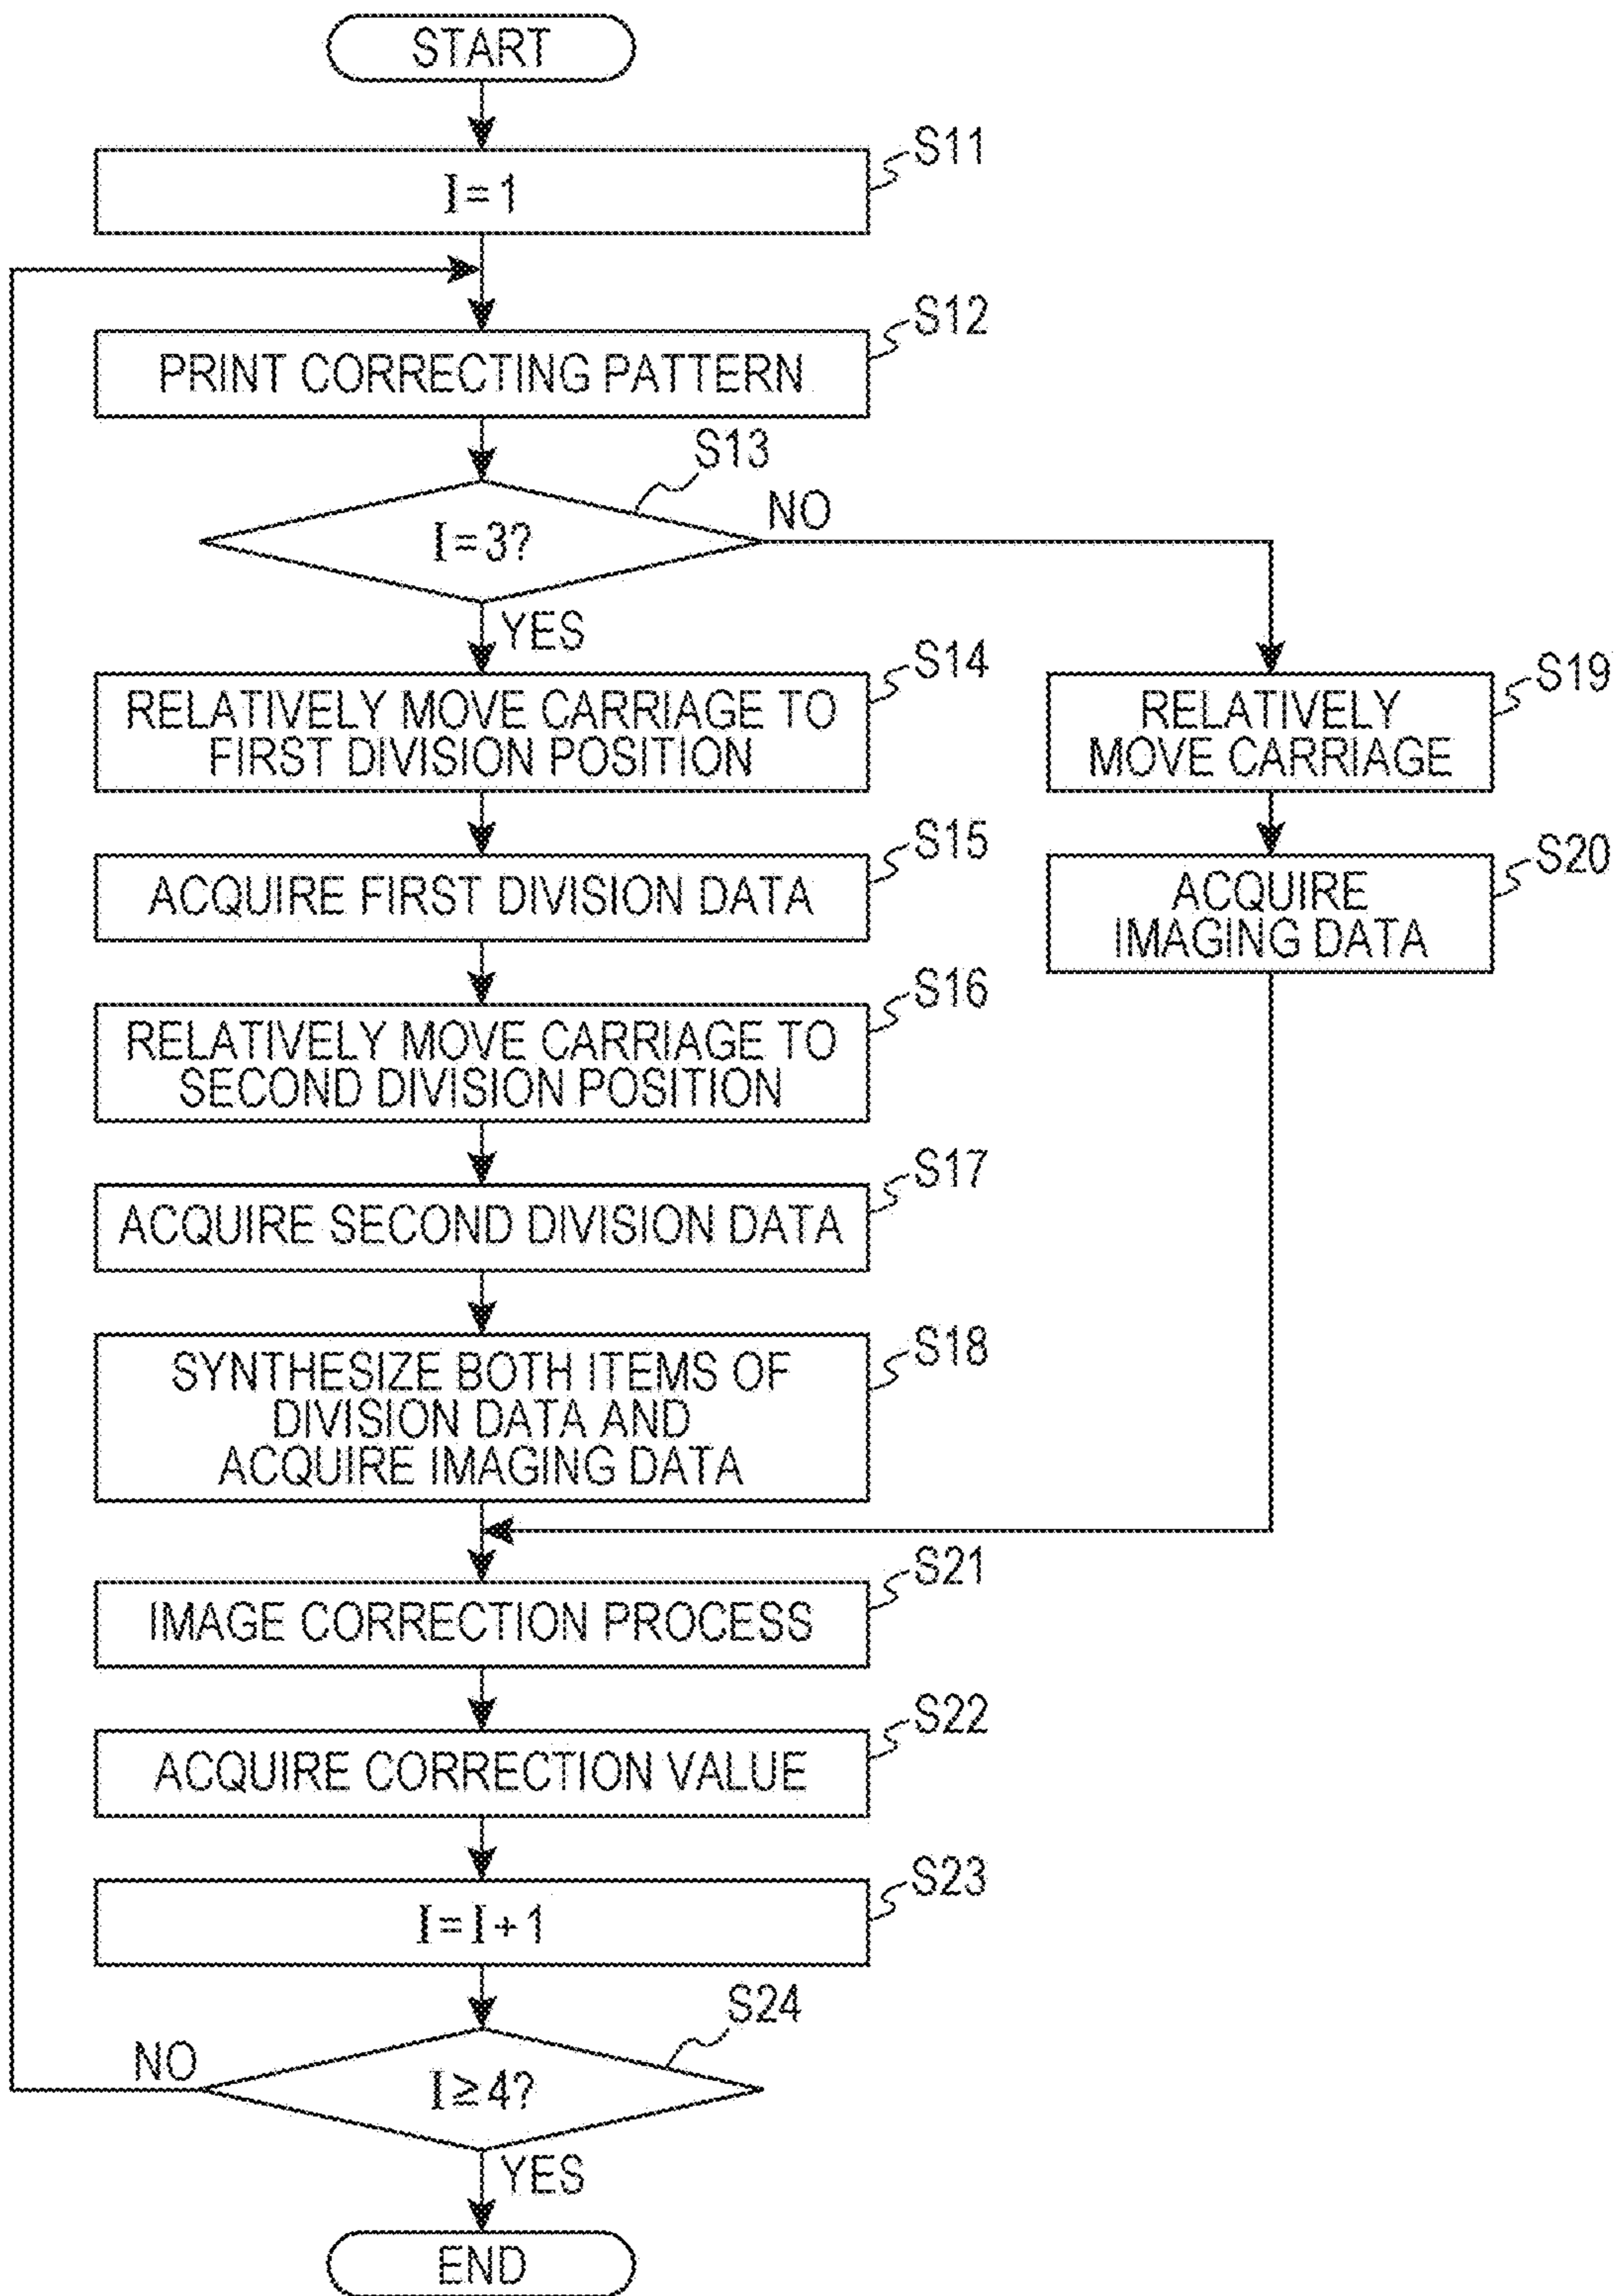 START
S11
I=1
S12
PRINT CORRECTING PATTERN
S13
I=3?
NO
YES
S14
RELATIVELY MOVE CARRIAGE TO
FIRST DIVISION POSITION
S19
RELATIVELY
MOVE CARRIAGE
S15
ACQUIRE FIRST DIVISION DATA
S20
ACQUIRE
IMAGING DATA
S16
RELATIVELY MOVE CARRIAGE TO
SECOND DIVISION POSITION
S17
ACQUIRE SECOND DIVISION DATA
S18
SYNTHESIZE BOTH ITEMS OF
DIVISION DATA AND
ACQUIRE IMAGING DATA
S21
IMAGE CORRECTION PROCESS
S22
ACQUIRE CORRECTION VALUE
S23
I=I+1
S24
NO
I≧4?
YES
END